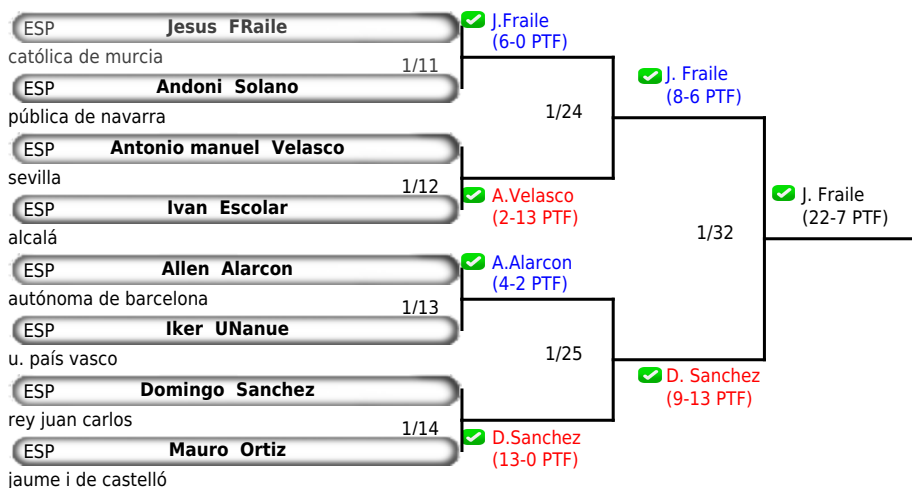 ESP Jesus FRaile
católica de murcia
1/11
ESP Andoni Solano
pública de navarra
ESP Antonio manuel Velasco
sevilla
1/12
ESP Ivan Escolar
alcalá
ESP Allen Alarcon
autónoma de barcelona
1/13
ESP Iker UNanue
u. país vasco
ESP Domingo Sanchez
rey juan carlos
1/14
ESP Mauro Ortiz
jaume i de castelló
J.Fraile
(6-0 PTF)
1/24
A.Velasco
(2-13 PTF)
A.Alarcon
(4-2 PTF)
1/25
D.Sanchez
(13-0 PTF)
J. Fraile
(8-6 PTF)
1/32
D. Sanchez
(9-13 PTF)
J. Fraile
(22-7 PTF)